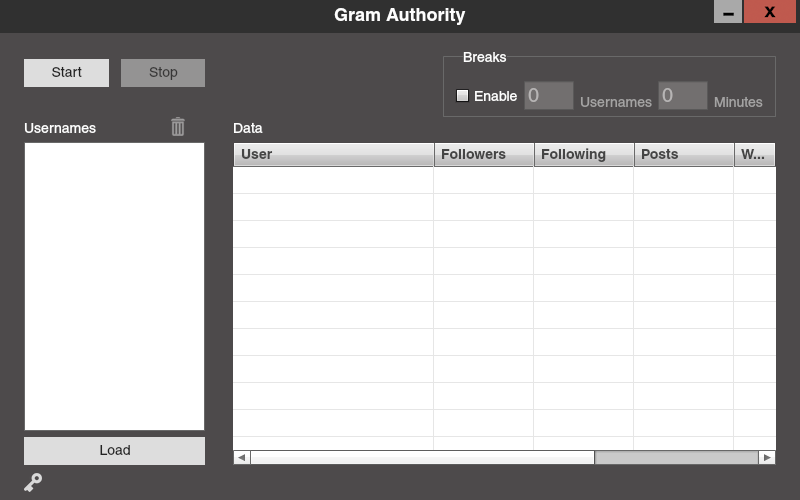 Gram Authority
X
Start
Stop
Breaks
Enable
0
Usernames
0
Minutes
Usernames
Data
User
Followers
Following
Posts
W...
Load